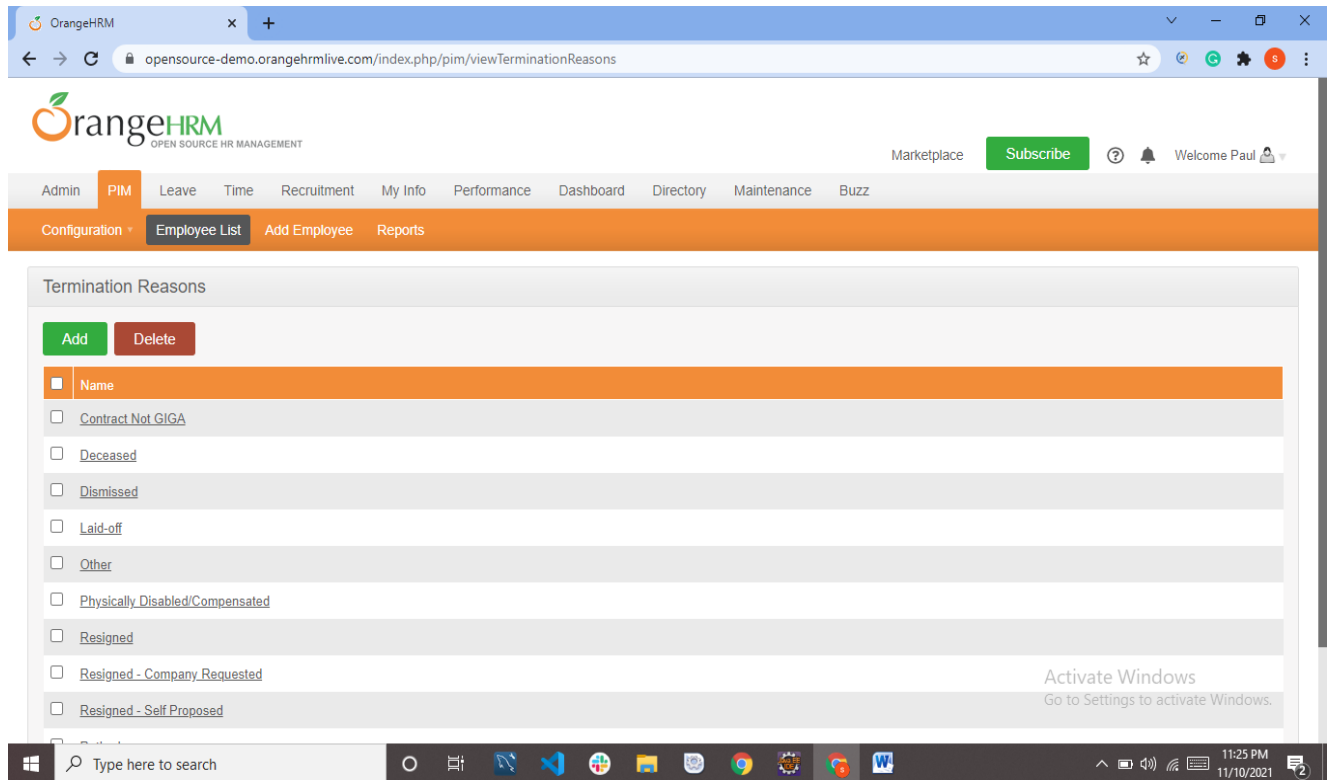 OrangeHRM
opensource-demo.orangehrmlive.com/index.php/pim/viewTerminationReasons
S
OrangeHRM
OPEN SOURCE HR MANAGEMENT
Marketplace Subscribe Welcome Paul
Admin PIM Leave Time Recruitment My Info Performance Dashboard Directory Maintenance Buzz
Configuration Employee List Add Employee Reports
Termination Reasons
Add Delete
Name
Contract Not GIGA
Deceased
Dismissed
Laid-off
Other
Physically Disabled/Compensated
Resigned
Resigned - Company Requested
Resigned - Self Proposed
Activate Windows
Go to Settings to activate Windows.
Type here to search
11:25 PM
11/10/2021
2